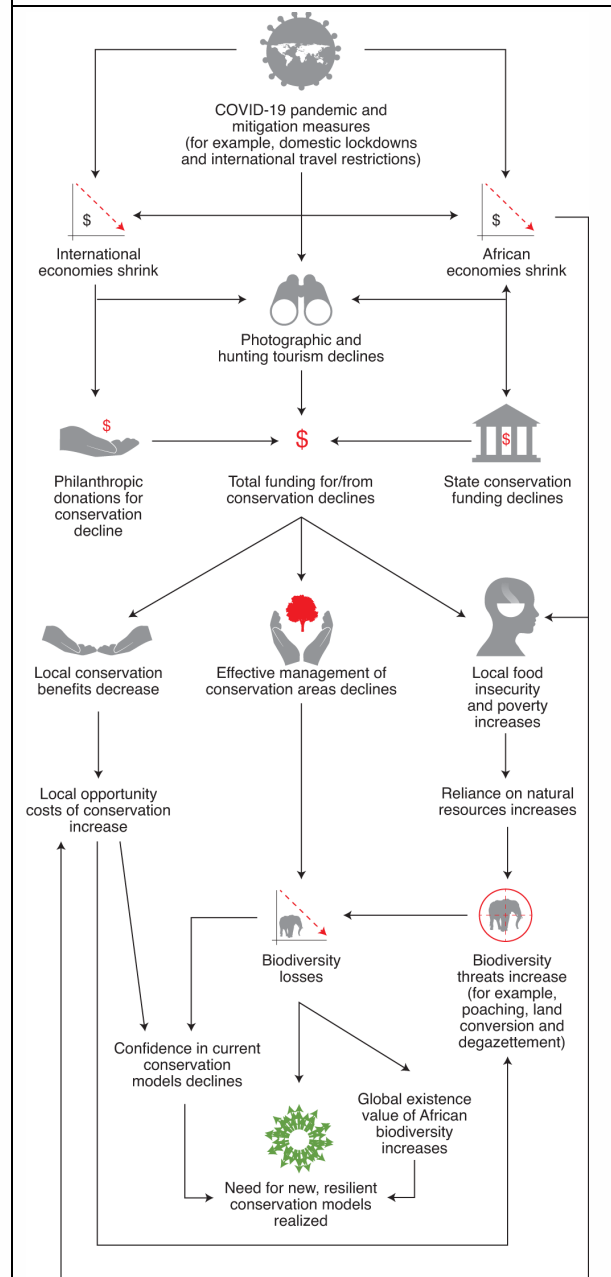 COVID-19 pandemic and
mitigation measures
(for example, domestic lockdowns
and international travel restrictions)
$
International
economies shrink
$
African
economies shrink
Photographic and
hunting tourism declines
$
Philanthropic
donations for
conservation
decline
$
Total funding for/from
conservation declines
$
State conservation
funding declines
Local conservation
benefits decrease
Effective management of
conservation areas declines
Local food
insecurity
and poverty
increases
Local opportunity
costs of conservation
increase
Reliance on natural
resources increases
Biodiversity
losses
Biodiversity
threats increase
(for example,
poaching, land
conversion and
degazettement)
Confidence in current
conservation
models declines
Global existence
value of African
biodiversity
increases
Need for new, resilient
conservation models
realized